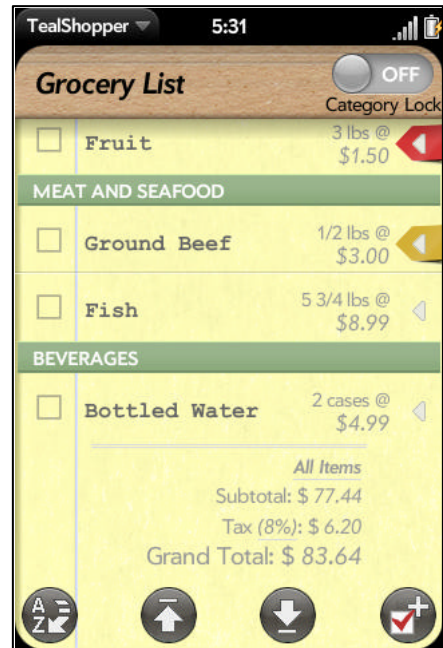 TealShopper 5:31
Grocery List OFF
Category Lock
Fruit 3 lbs @
$1.50
MEAT AND SEAFOOD
Ground Beef 1/2 lbs @
$3.00
Fish 5 3/4 lbs @
$8.99
BEVERAGES
Bottled Water 2 cases @
$4.99
All Items
Subtotal: $ 77.44
Tax (8%): $ 6.20
Grand Total: $ 83.64
A
Z